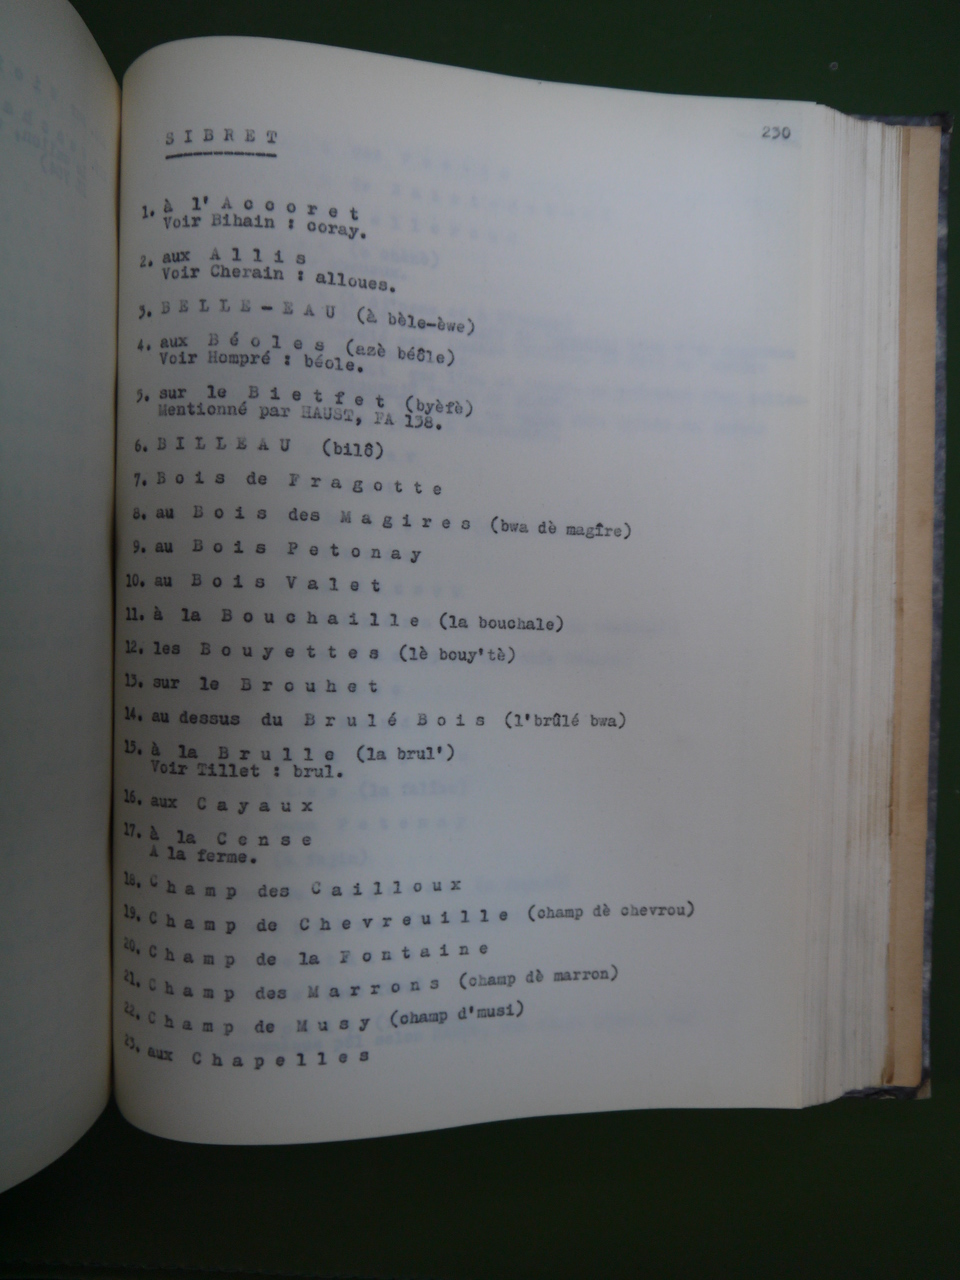 230
SIBRET
1. à l'Accoret
Voir Bihain : coray.
2. aux Allis
Voir Cherain : alloues.
3. BELLE-EAU (à bèle-èwe)
4. aux Béoles (azè béôle)
Voir Hompré : béole.
5. sur le Bietfet (byèfè)
Mentionné par HAUST, FA 138.
6. BILLEAU (bilô)
7. Bois de Fragotte
8. au Bois des Magires (bwa dè magîre)
9. au Bois Petonay
10. au Bois Valet
11. à la Bouchaille (la bouchale)
12. les Bouyettes (lè bouy'tè)
13. sur le Brouhet
14. au dessus du Brulé Bois (l'brûlé bwa)
15. à la Brulle (la brul')
Voir Tillet : brul.
16. aux Cayaux
17. à la Cense
A la ferme.
18. Champ des Cailloux
19. Champ de Chevreuille (champ dè chevrou)
20. Champ de la Fontaine
21. Champ des Marrons (champ dè marron)
22. Champ de Musy (champ d'musi)
23. aux Chapelles